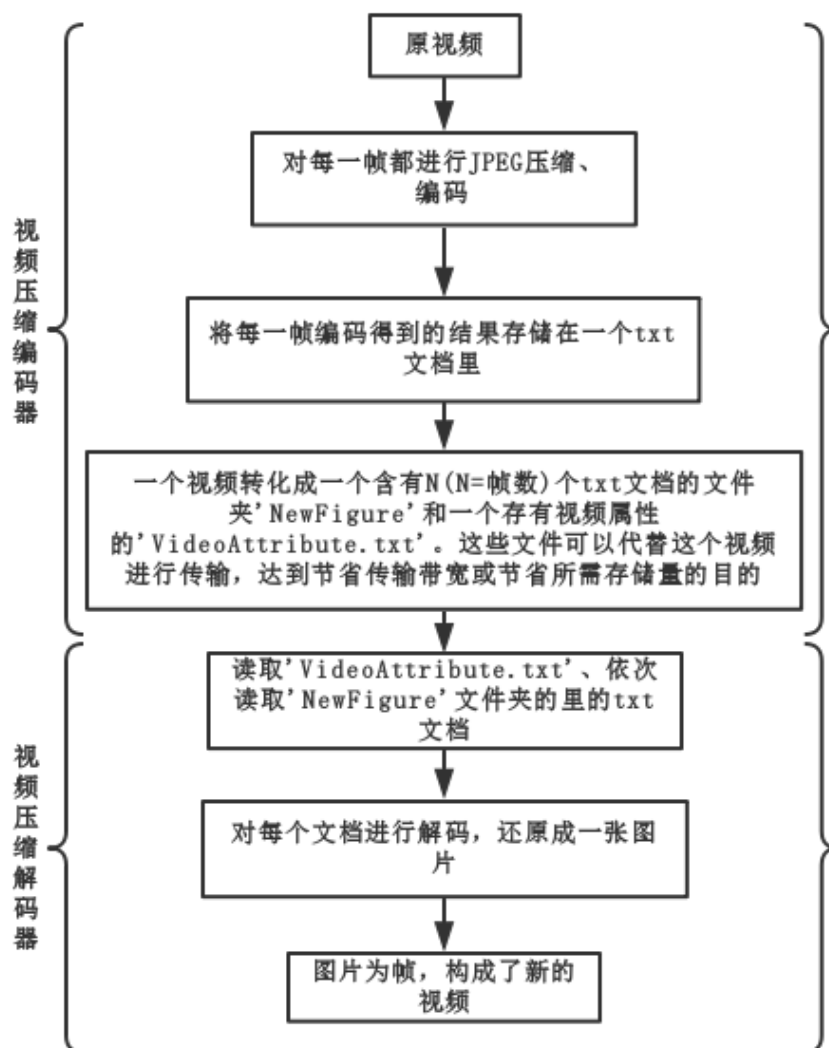 原视频
对每一帧都进行JPEG压缩、
编码
视频压缩编码器
将每一帧编码得到的结果存储在一个txt
文档里
一个视频转化成一个含有N(N=帧数)个txt文档的文件
夹'NewFigure'和一个存有视频属性
的'VideoAttribute.txt'。这些文件可以代替这个视频
进行传输，达到节省传输带宽或节省所需存储量的目的
读取'VideoAttribute.txt'、依次
读取'NewFigure'文件夹的里的txt
文档
视频压缩解码器
对每个文档进行解码，还原成一张图
片
图片为帧，构成了新的
视频